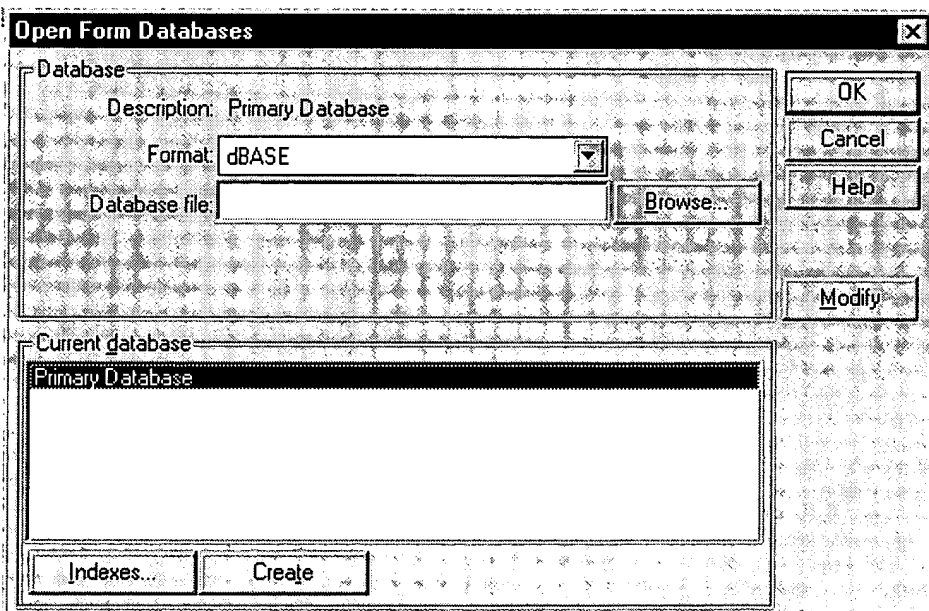 Open Form Databases
Database
Description: Primary Database
Format: dBASE
Database file:
Browse...
OK
Cancel
Help
Modify
Current database
Primary Database
Indexes...
Create